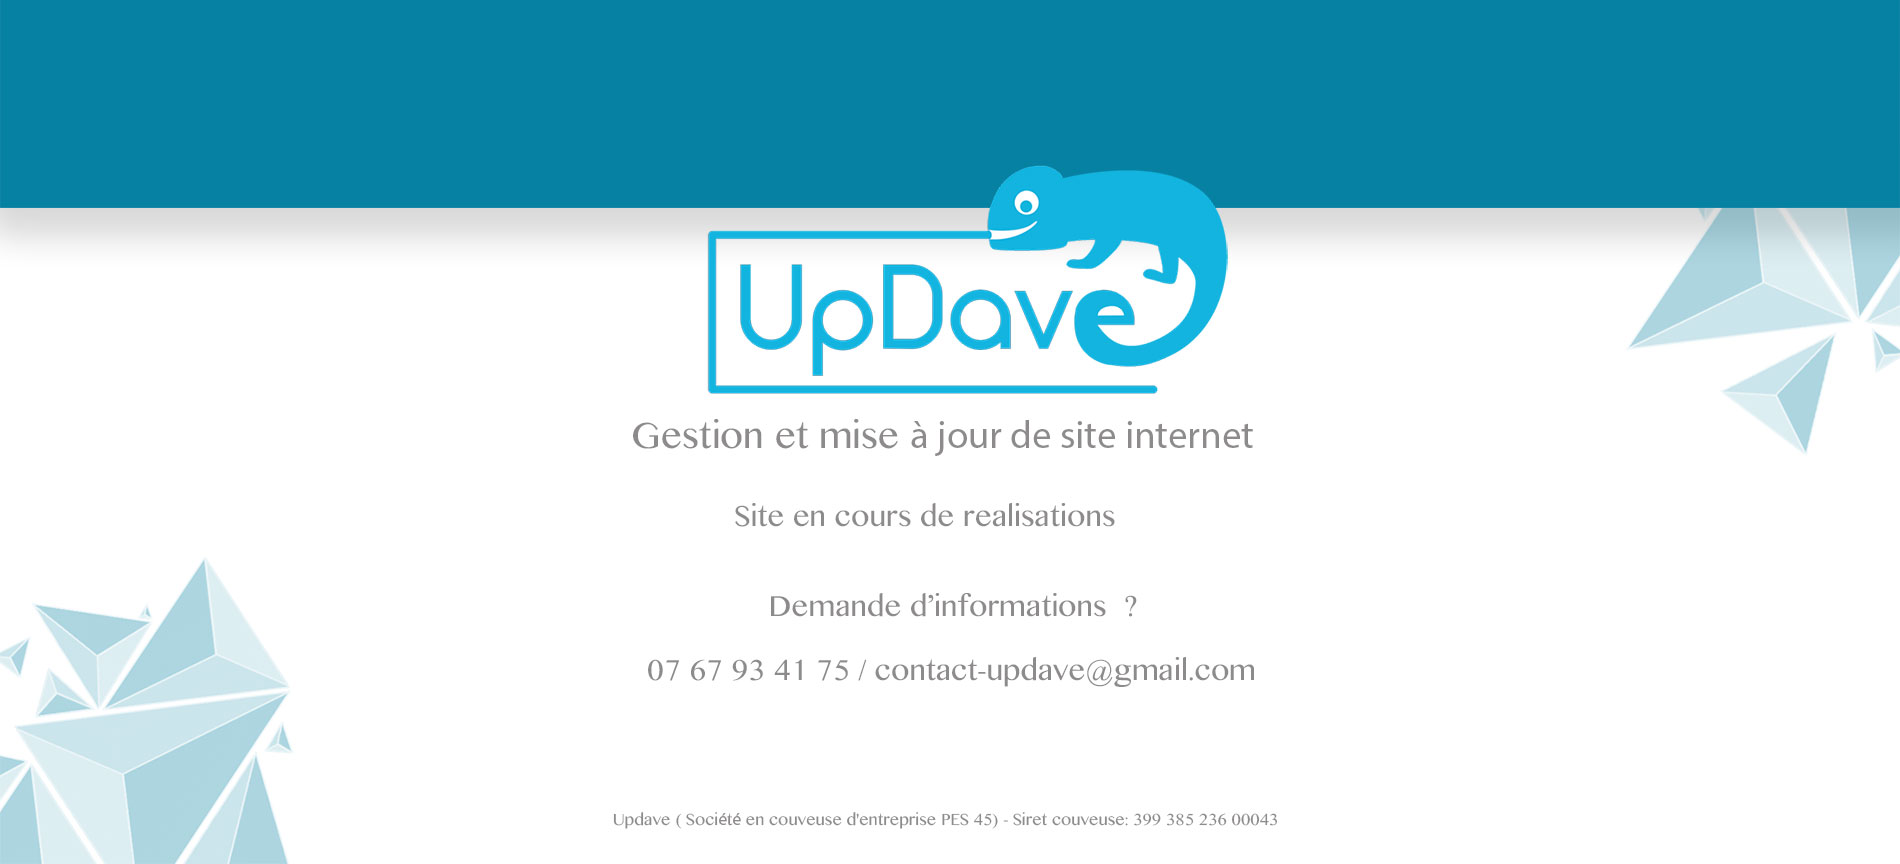 UpDave
Gestion et mise à jour de site internet
Site en cours de realisations
Demande d’informations ?
07 67 93 41 75 / contact-updave@gmail.com
Updave ( Société en couveuse d'entreprise PES 45) - Siret couveuse: 399 385 236 00043